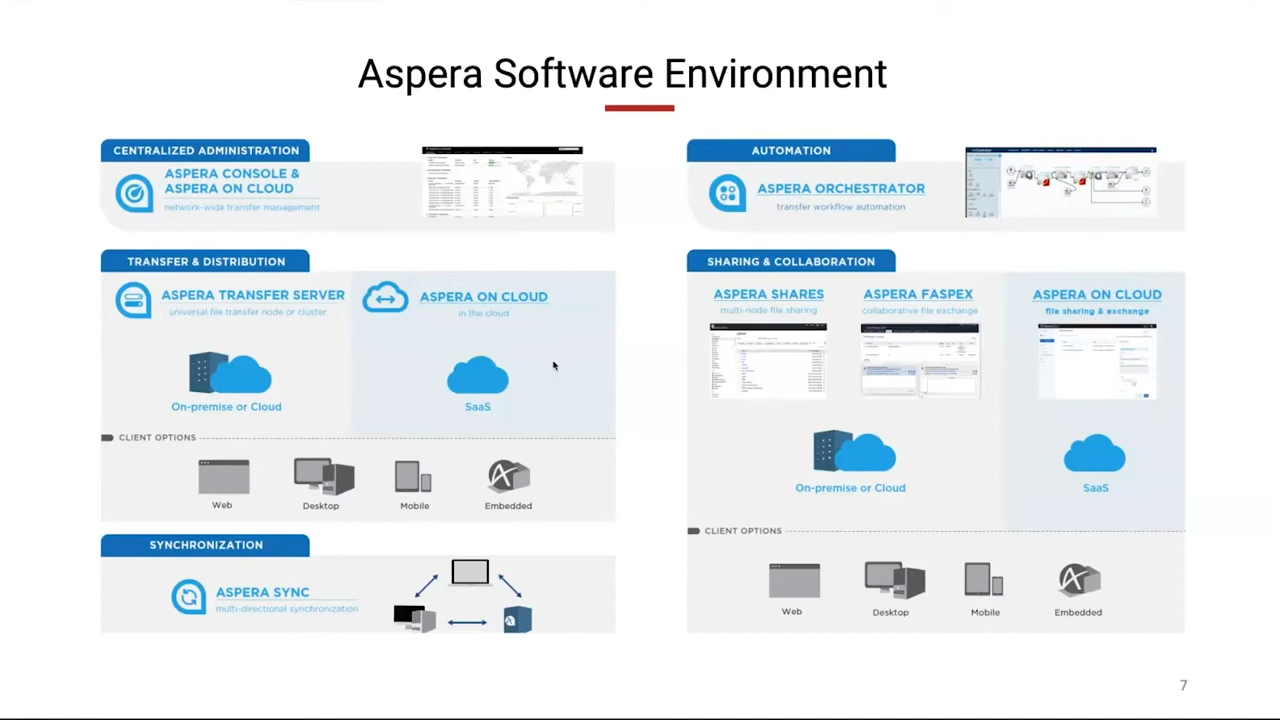 Aspera Software Environment
CENTRALIZED ADMINISTRATION
ASPERA CONSOLE &
ASPERA ON CLOUD
network-wide transfer management
TRANSFER & DISTRIBUTION
ASPERA TRANSFER SERVER
universal file transfer node or cluster
ASPERA ON CLOUD
in the cloud
On-premise or Cloud
SaaS
CLIENT OPTIONS
Web
Desktop
Mobile
Embedded
SYNCHRONIZATION
ASPERA SYNC
multi-directional synchronization
AUTOMATION
ASPERA ORCHESTRATOR
transfer workflow automation
SHARING & COLLABORATION
ASPERA SHARES
multi-node file sharing
ASPERA FASPEX
collaborative file exchange
ASPERA ON CLOUD
file sharing & exchange
On-premise or Cloud
SaaS
CLIENT OPTIONS
Web
Desktop
Mobile
Embedded
7